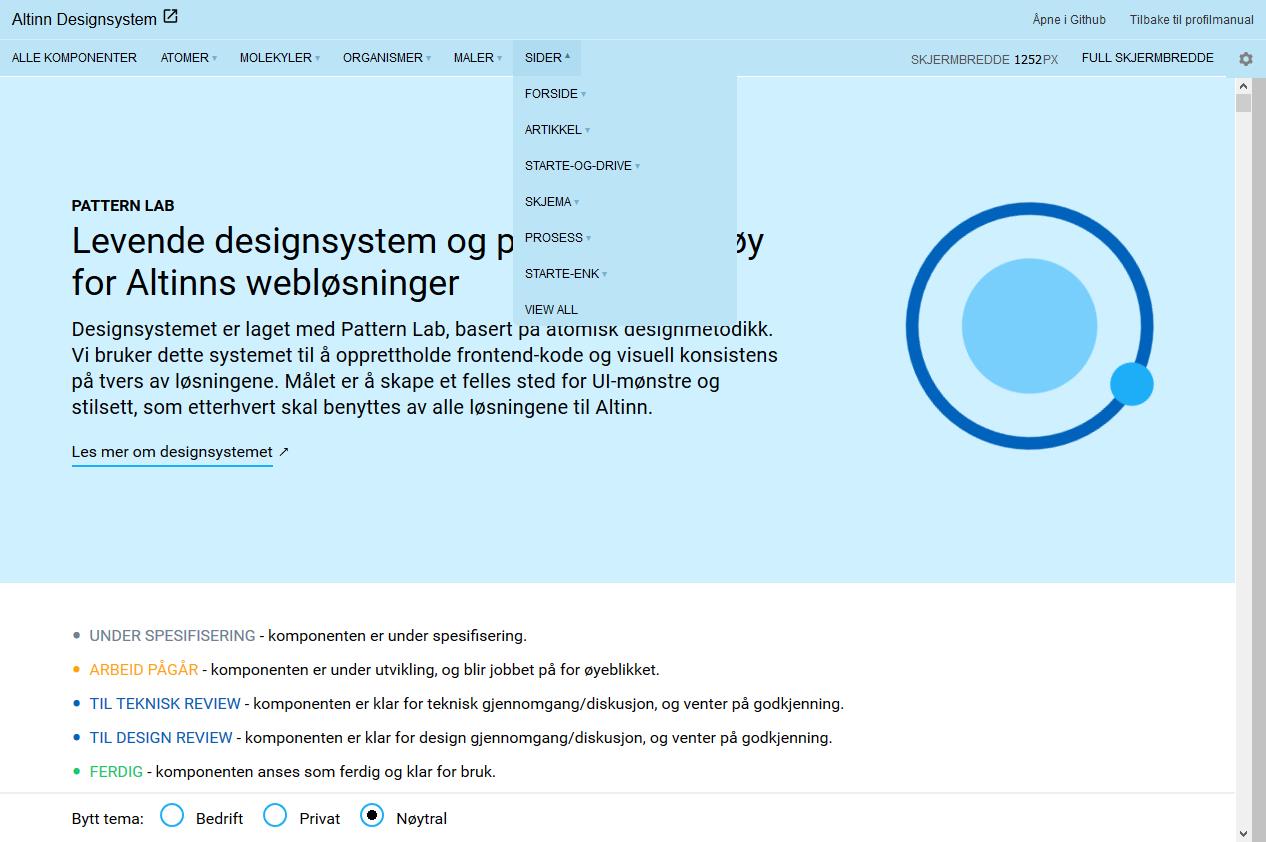 Altinn Designsystem
Åpne i Github
Tilbake til profilmanual
ALLE KOMPONENTER
ATOMER ▾
MOLEKYLER ▾
ORGANISMER ▾
MALER ▾
SIDER ▴
SKJERMBREDDE 1252PX
FULL SKJERMBREDDE
FORSIDE ▾
ARTIKKEL ▾
STARTE-OG-DRIVE ▾
SKJEMA ▾
PROSESS ▾
STARTE-ENK ▾
VIEW ALL
PATTERN LAB
Levende designsystem og
for Altinns webløsninger
Designsystemet er laget med Pattern Lab, basert på atomisk designmetodikk.
Vi bruker dette systemet til å opprettholde frontend-kode og visuell konsistens
på tvers av løsningene. Målet er å skape et felles sted for UI-mønstre og
stilsett, som etterhvert skal benyttes av alle løsningene til Altinn.
Les mer om designsystemet ↗
• UNDER SPESIFISERING - komponenten er under spesifisering.
• ARBEID PÅGÅR - komponenten er under utvikling, og blir jobbet på for øyeblikket.
• TIL TEKNISK REVIEW - komponenten er klar for teknisk gjennomgang/diskusjon, og venter på godkjenning.
• TIL DESIGN REVIEW - komponenten er klar for design gjennomgang/diskusjon, og venter på godkjenning.
• FERDIG - komponenten anses som ferdig og klar for bruk.
Bytt tema: Bedrift Privat Nøytral